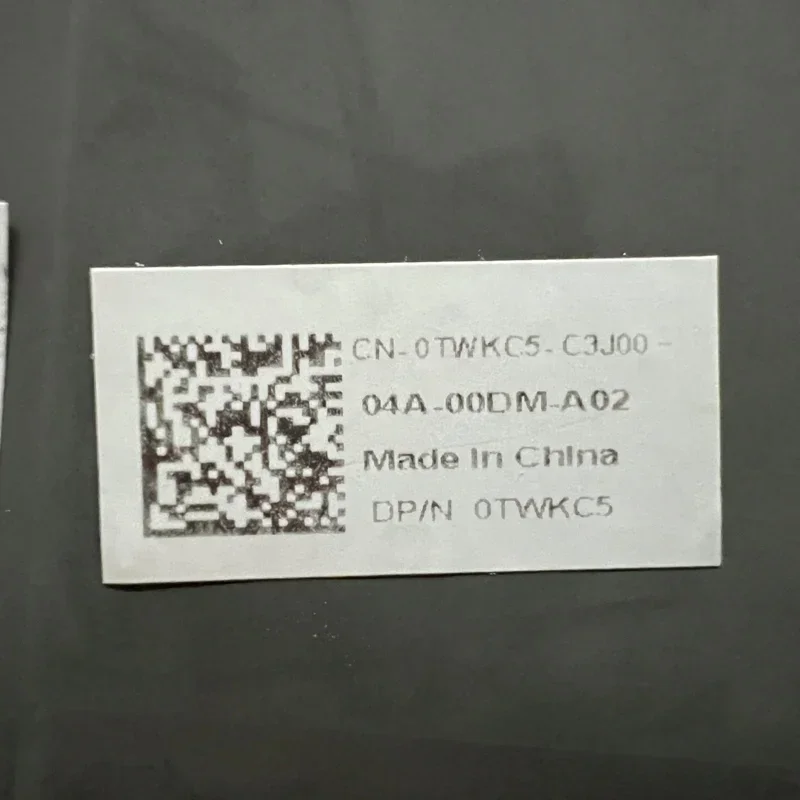 CN-0TWKC5-C3J00-
04A-00DM-A02
Made In China
DP/N 0TWKC5